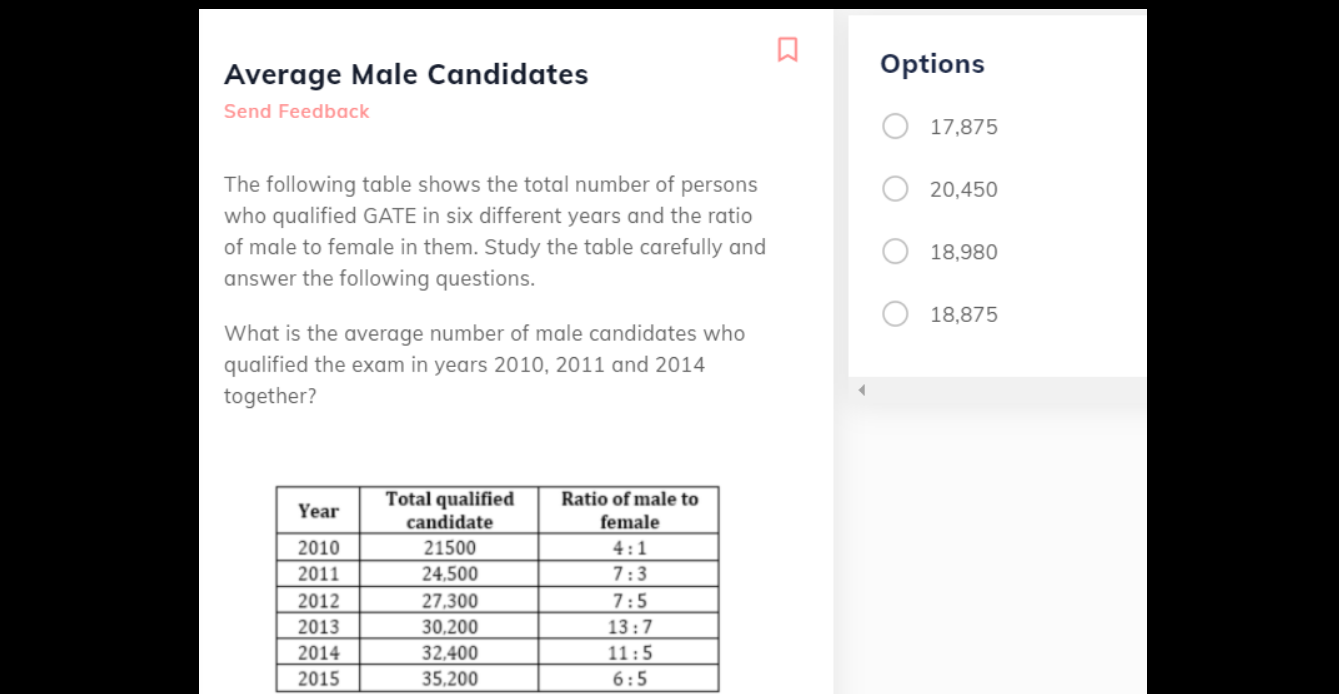 Average Male Candidates
Send Feedback
The following table shows the total number of persons
who qualified GATE in six different years and the ratio
of male to female in them. Study the table carefully and
answer the following questions.
What is the average number of male candidates who
qualified the exam in years 2010, 2011 and 2014
together?
Year Total qualified candidate Ratio of male to female
2010 21500 4 : 1
2011 24,500 7 : 3
2012 27,300 7 : 5
2013 30,200 13 : 7
2014 32,400 11 : 5
2015 35,200 6 : 5
Options
17,875
20,450
18,980
18,875